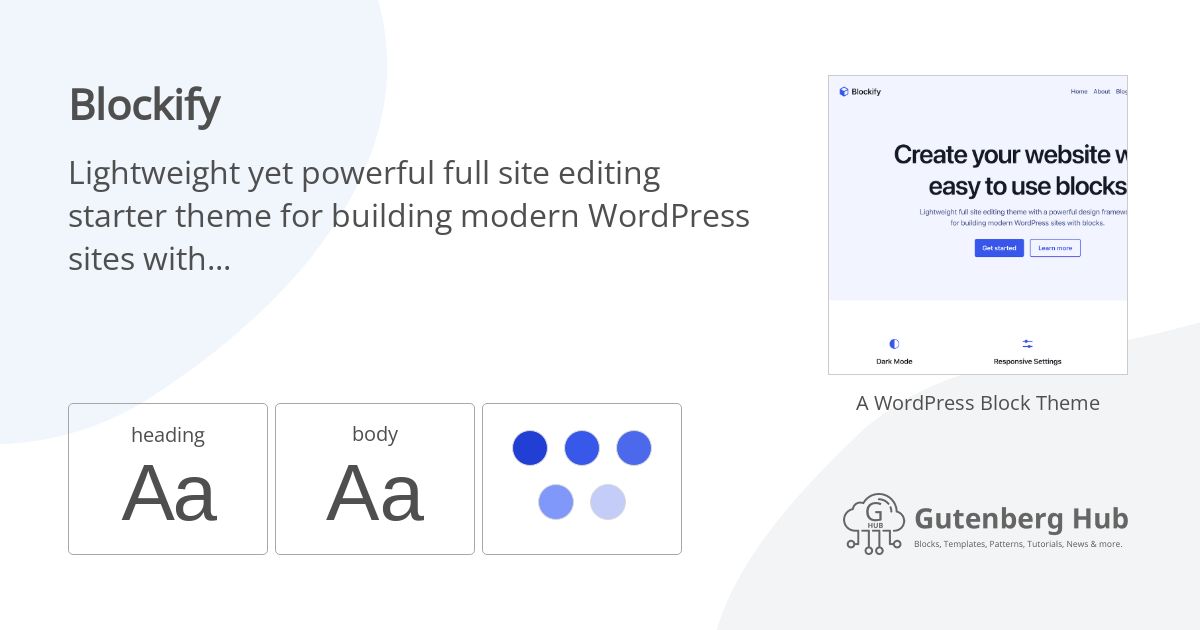 Blockify
Lightweight yet powerful full site editing
starter theme for building modern WordPress
sites with...
heading
Aa
body
Aa
Blockify
Home About Blog
Create your website w
easy to use blocks
Lightweight full site editing theme with a powerful design framew
for building modern WordPress sites with blocks.
Get started
Learn more
Dark Mode
Responsive Settings
A WordPress Block Theme
G
HUB
Gutenberg Hub
Blocks, Templates, Patterns, Tutorials, News & more.